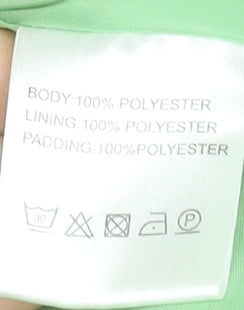 BODY:100% POLYESTER
LINING 100% POLYESTER
PADDING 100%POLYESTER
P